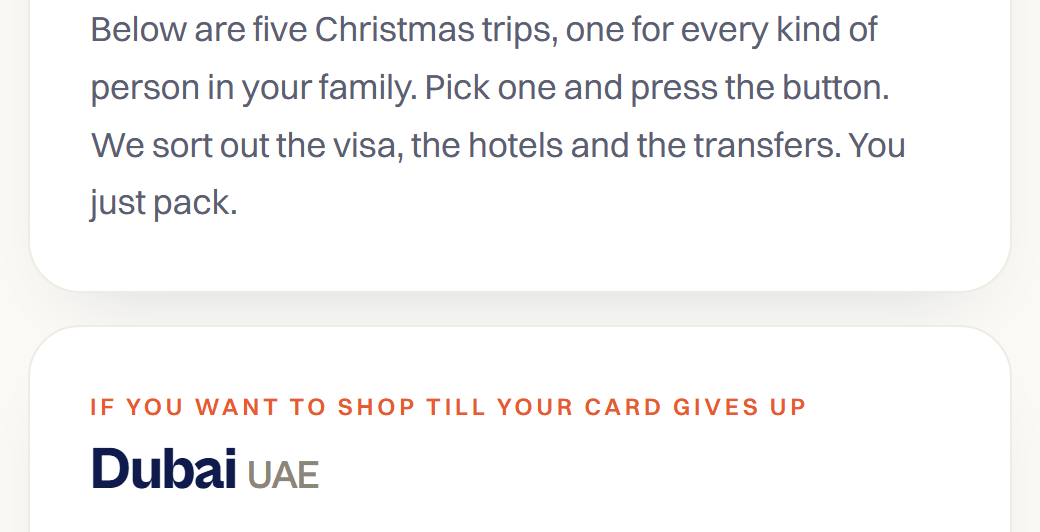 Below are five Christmas trips, one for every kind of
person in your family. Pick one and press the button.
We sort out the visa, the hotels and the transfers. You
just pack.
IF YOU WANT TO SHOP TILL YOUR CARD GIVES UP
Dubai UAE